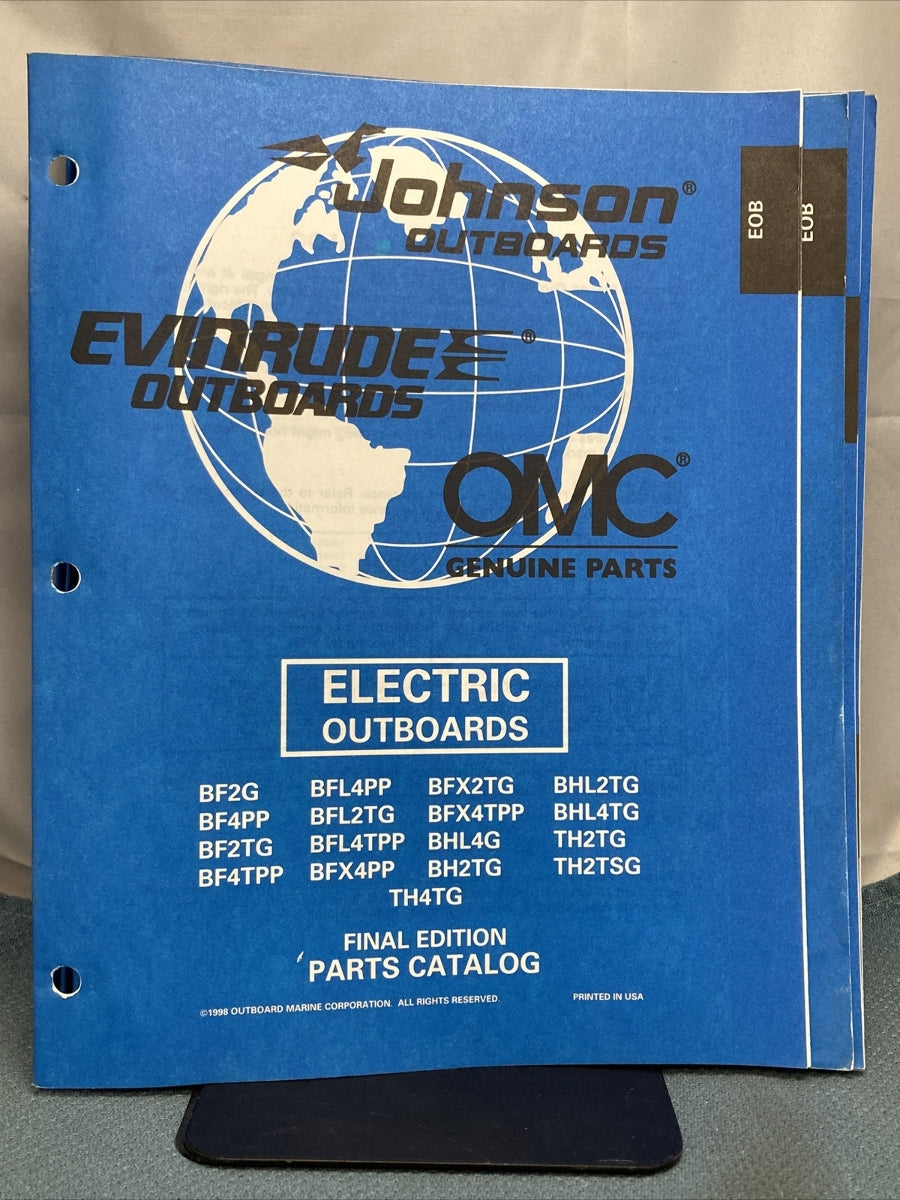 Johnson®
OUTBOARDS
EOB
EOB
EVINRUDE®
OUTBOARDS
OMC®
GENUINE PARTS
ELECTRIC
OUTBOARDS
BF2G BFL4PP BFX2TG BHL2TG
BF4PP BFL2TG BFX4TPP BHL4TG
BF2TG BFL4TPP BHL4G TH2TG
BF4TPP BFX4PP BH2TG TH2TSG
TH4TG
FINAL EDITION
PARTS CATALOG
©1998 OUTBOARD MARINE CORPORATION. ALL RIGHTS RESERVED. PRINTED IN USA